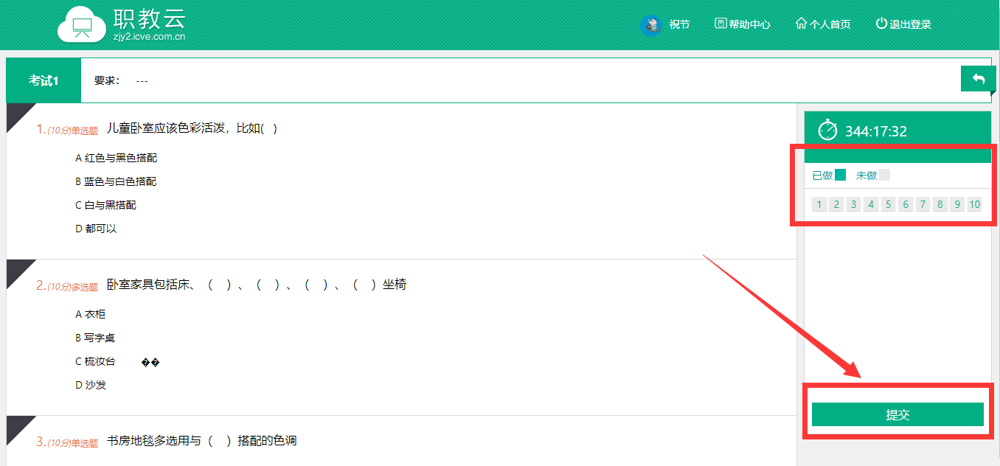 职教云
zjy2.icve.com.cn
祝节 帮助中心 个人首页 退出登录
考试1 要求： ---
344:17:32
已做 未做
1 2 3 4 5 6 7 8 9 10
1.(10分)单选题 儿童卧室应该色彩活泼，比如( )
A 红色与黑色搭配
B 蓝色与白色搭配
C 白与黑搭配
D 都可以
2.(10分)多选题 卧室家具包括床、（ ）、（ ）、（ ）、（ ）坐椅
A 衣柜
B 写字桌
C 梳妆台 ��
D 沙发
3.(10分)单选题 书房地毯多选用与（ ）搭配的色调
提交